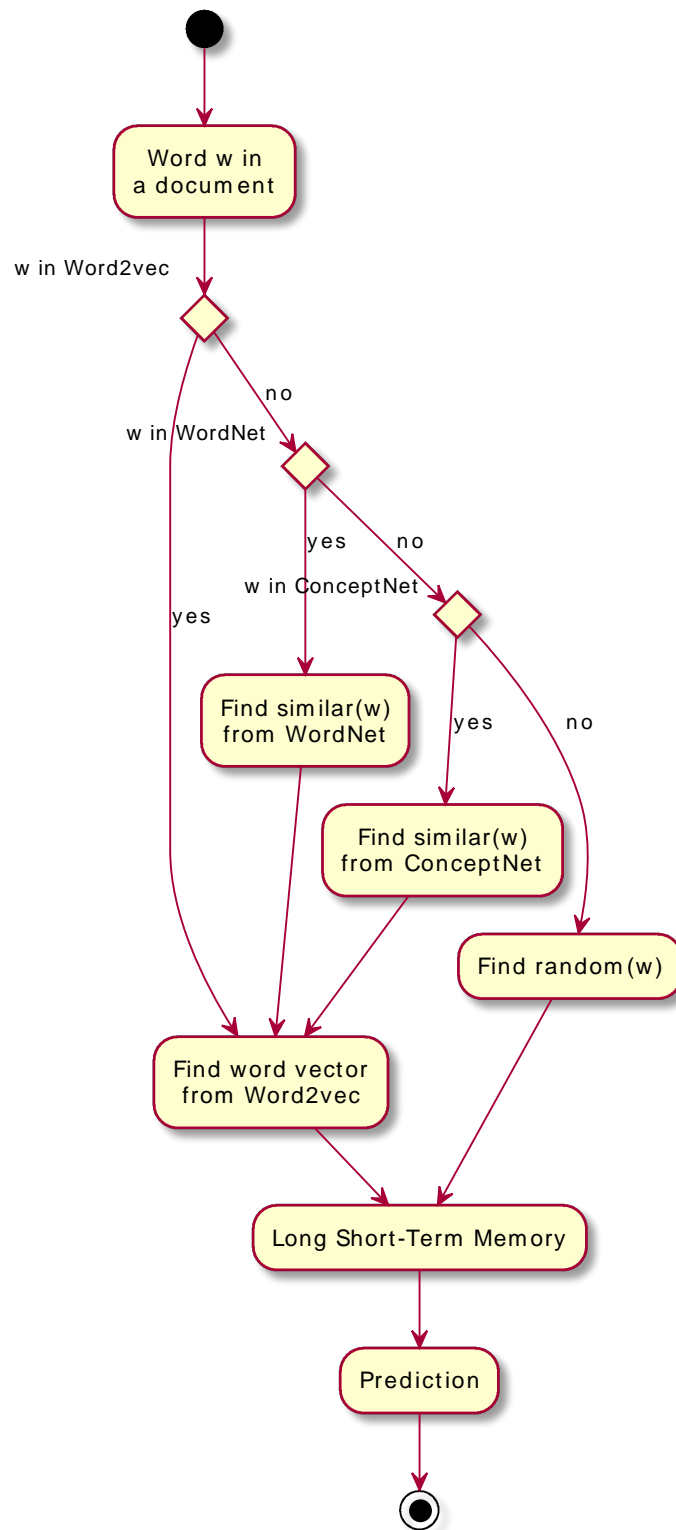 Word w in
a document
w in Word2vec
no
w in WordNet
yes
no
w in ConceptNet
yes
Find similar(w)
from WordNet
yes
no
Find similar(w)
from ConceptNet
Find random(w)
Find word vector
from Word2vec
Long Short-Term Memory
Prediction